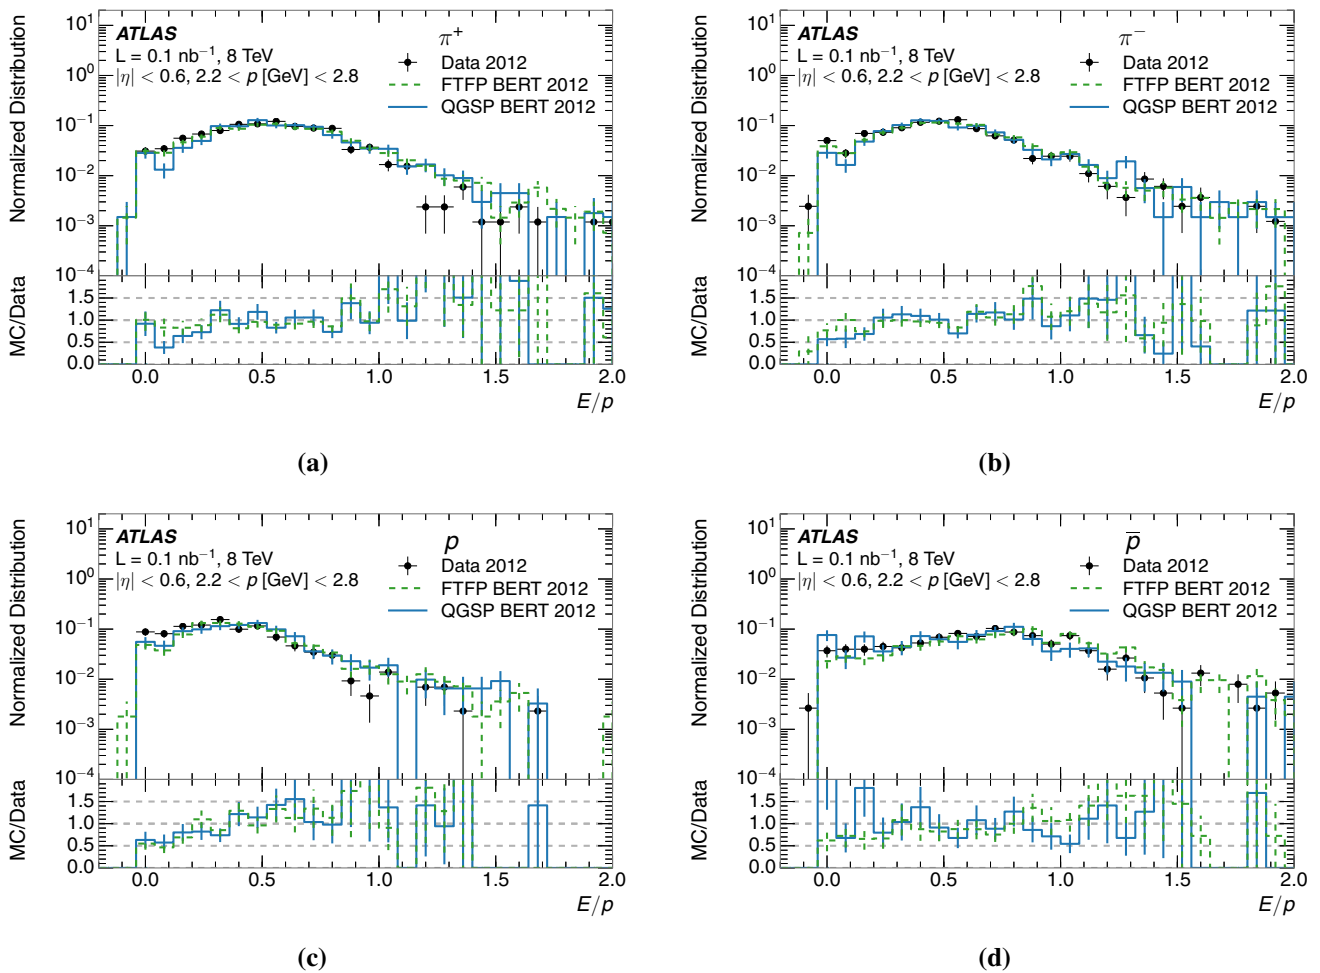 ATLAS
L = 0.1 nb⁻¹, 8 TeV
|η| < 0.6, 2.2 < p [GeV] < 2.8
π⁺
Data 2012
FTFP BERT 2012
QGSP BERT 2012
Normalized Distribution
10¹
10⁰
10⁻¹
10⁻²
10⁻³
10⁻⁴
MC/Data
1.5
1.0
0.5
0.0
0.0 0.5 1.0 1.5 2.0
E/p
(a)
ATLAS
L = 0.1 nb⁻¹, 8 TeV
|η| < 0.6, 2.2 < p [GeV] < 2.8
π⁻
Data 2012
FTFP BERT 2012
QGSP BERT 2012
Normalized Distribution
10¹
10⁰
10⁻¹
10⁻²
10⁻³
10⁻⁴
MC/Data
1.5
1.0
0.5
0.0
0.0 0.5 1.0 1.5 2.0
E/p
(b)
ATLAS
L = 0.1 nb⁻¹, 8 TeV
|η| < 0.6, 2.2 < p [GeV] < 2.8
p
Data 2012
FTFP BERT 2012
QGSP BERT 2012
Normalized Distribution
10¹
10⁰
10⁻¹
10⁻²
10⁻³
10⁻⁴
MC/Data
1.5
1.0
0.5
0.0
0.0 0.5 1.0 1.5 2.0
E/p
(c)
ATLAS
L = 0.1 nb⁻¹, 8 TeV
|η| < 0.6, 2.2 < p [GeV] < 2.8
p̅
Data 2012
FTFP BERT 2012
QGSP BERT 2012
Normalized Distribution
10¹
10⁰
10⁻¹
10⁻²
10⁻³
10⁻⁴
MC/Data
1.5
1.0
0.5
0.0
0.0 0.5 1.0 1.5 2.0
E/p
(d)